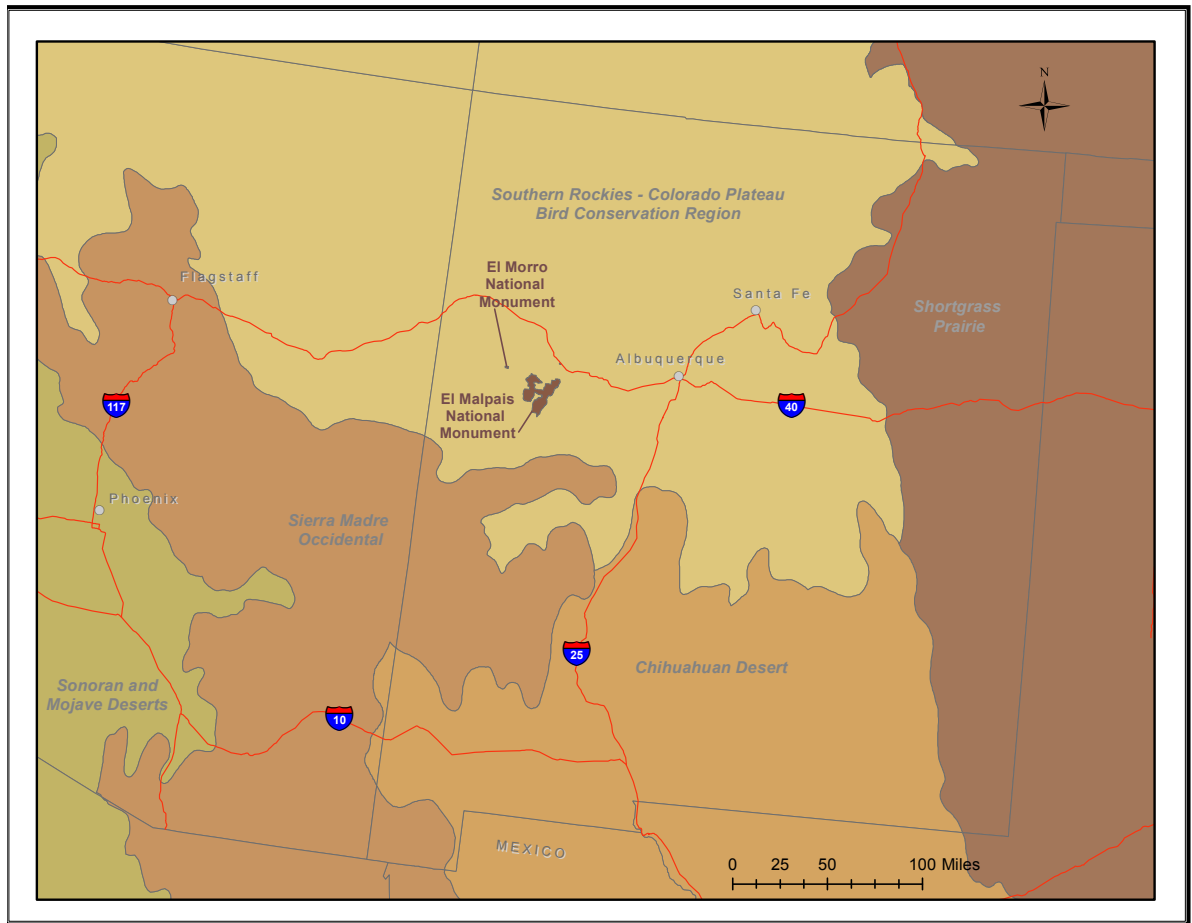 N
Southern Rockies - Colorado Plateau
Bird Conservation Region
El Morro
National
Monument
Flagstaff
Santa Fe
Shortgrass
Prairie
Albuquerque
El Malpais
National
Monument
117
40
Phoenix
Sierra Madre
Occidental
25
Chihuahuan Desert
Sonoran and
Mojave Deserts
10
MEXICO
0 25 50 100 Miles